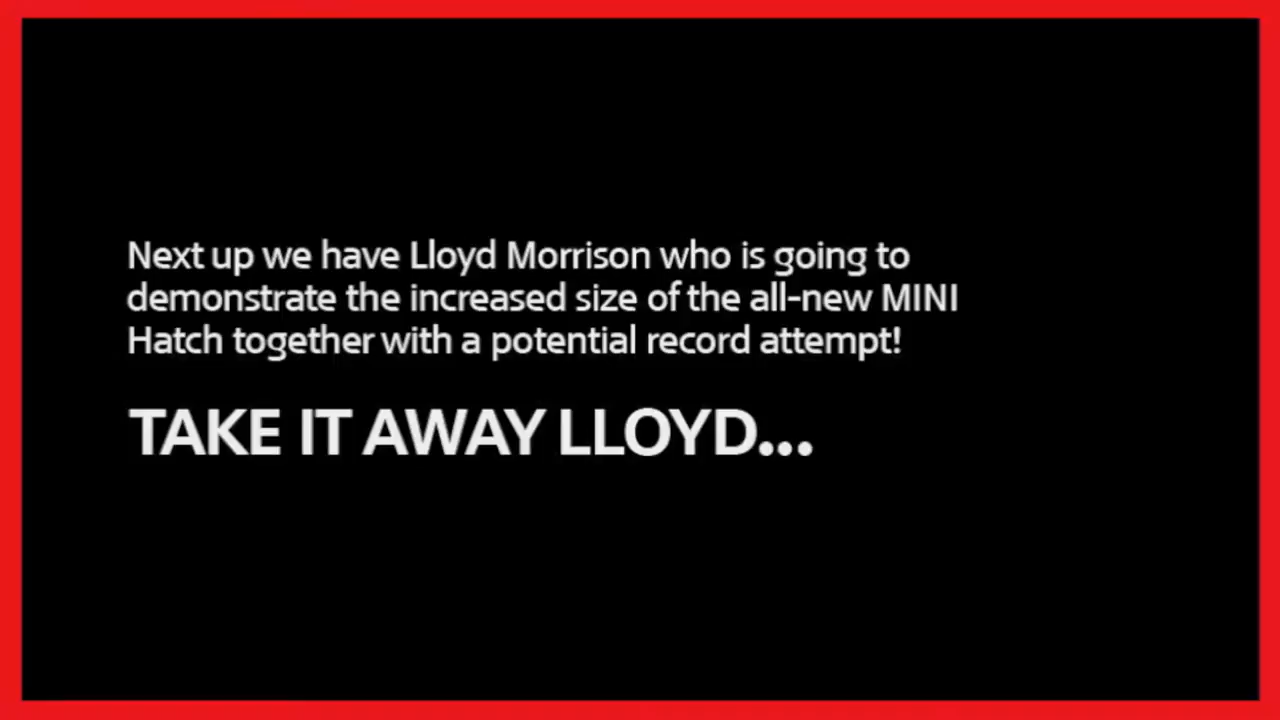 Next up we have Lloyd Morrison who is going to
demonstrate the increased size of the all-new MINI
Hatch together with a potential record attempt!
TAKE IT AWAY LLOYD...